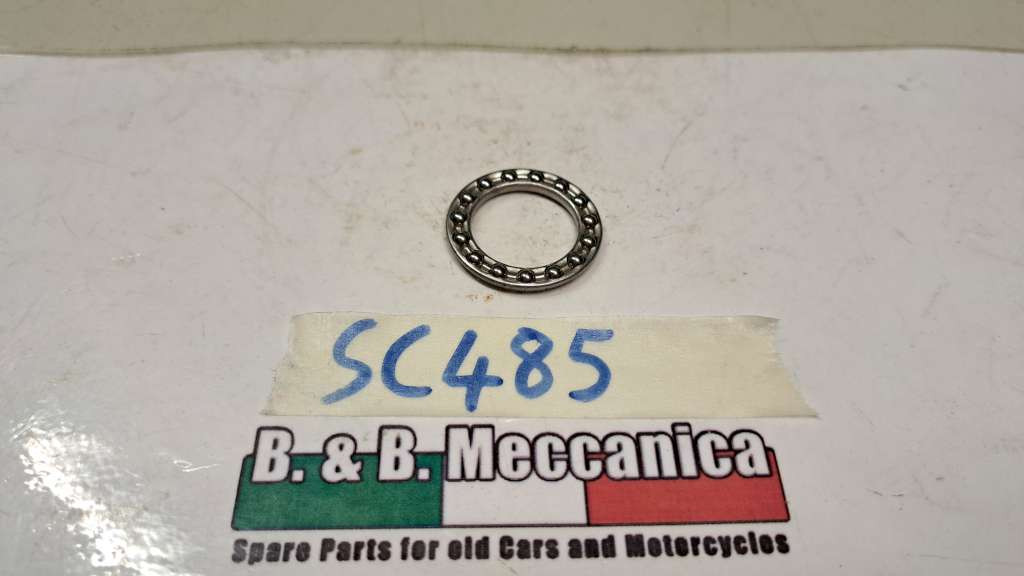 SC485
B. & B. Meccanica
Spare Parts for old Cars and Motorcycles